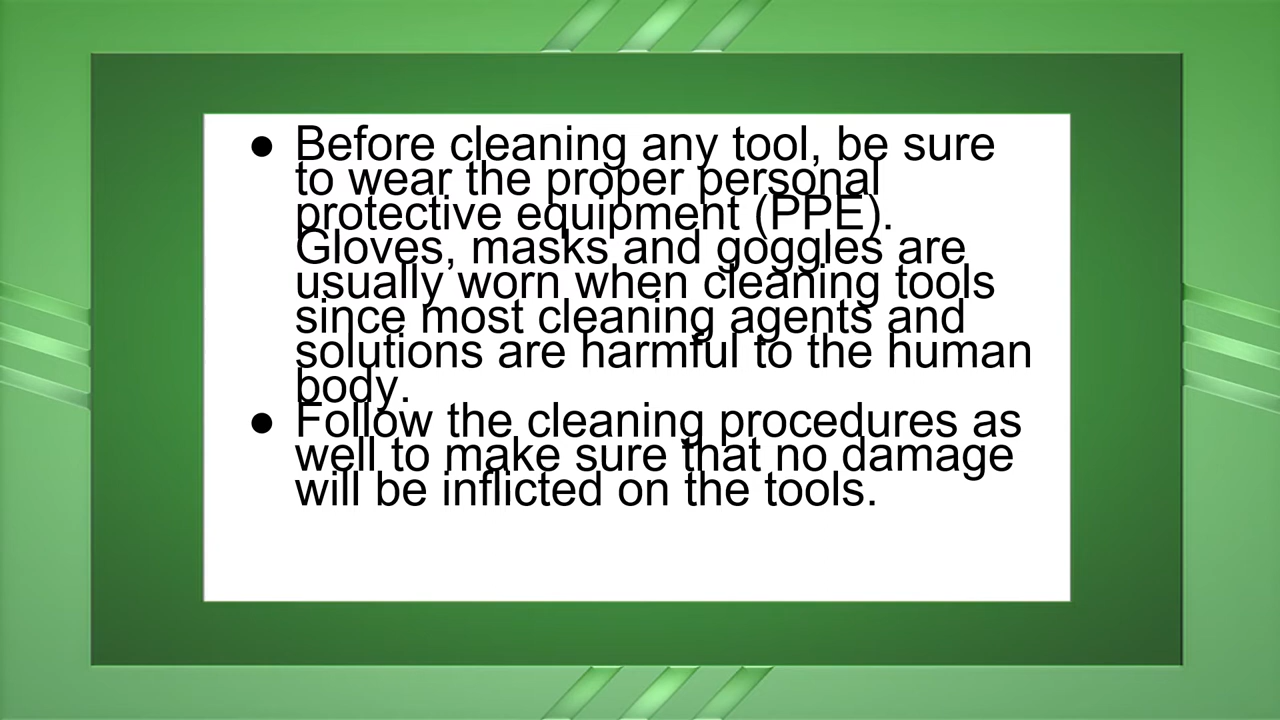 ● Before cleaning any tool, be sure
to wear the proper personal
protective equipment (PPE).
Gloves, masks and goggles are
usually worn when cleaning tools
since most cleaning agents and
solutions are harmful to the human
body.
● Follow the cleaning procedures as
well to make sure that no damage
will be inflicted on the tools.